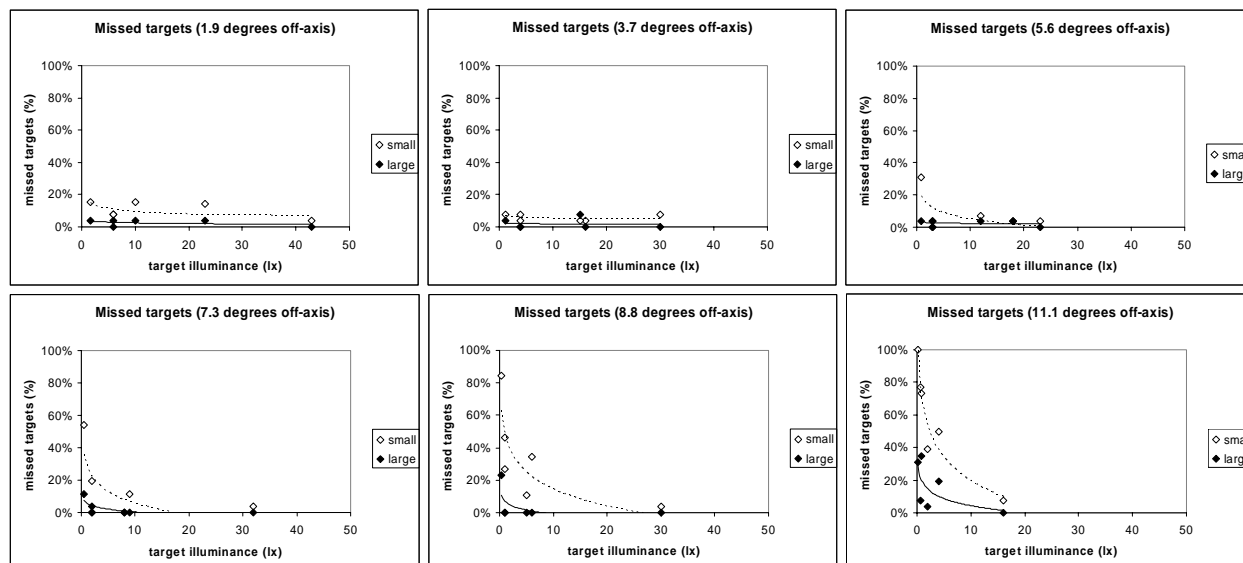 Missed targets (1.9 degrees off-axis)
100%
80%
60%
40%
20%
0%
missed targets (%)
0 10 20 30 40 50
target illuminance (lx)
small
large
Missed targets (3.7 degrees off-axis)
100%
80%
60%
40%
20%
0%
missed targets (%)
0 10 20 30 40 50
target illuminance (lx)
small
large
Missed targets (5.6 degrees off-axis)
100%
80%
60%
40%
20%
0%
missed targets (%)
0 10 20 30 40 50
target illuminance (lx)
sma
larg
Missed targets (7.3 degrees off-axis)
100%
80%
60%
40%
20%
0%
missed targets (%)
0 10 20 30 40 50
target illuminance (lx)
small
large
Missed targets (8.8 degrees off-axis)
100%
80%
60%
40%
20%
0%
missed targets (%)
0 10 20 30 40 50
target illuminance (lx)
small
large
Missed targets (11.1 degrees off-axis)
100%
80%
60%
40%
20%
0%
missed targets (%)
0 10 20 30 40 50
target illuminance (lx)
sma
larg